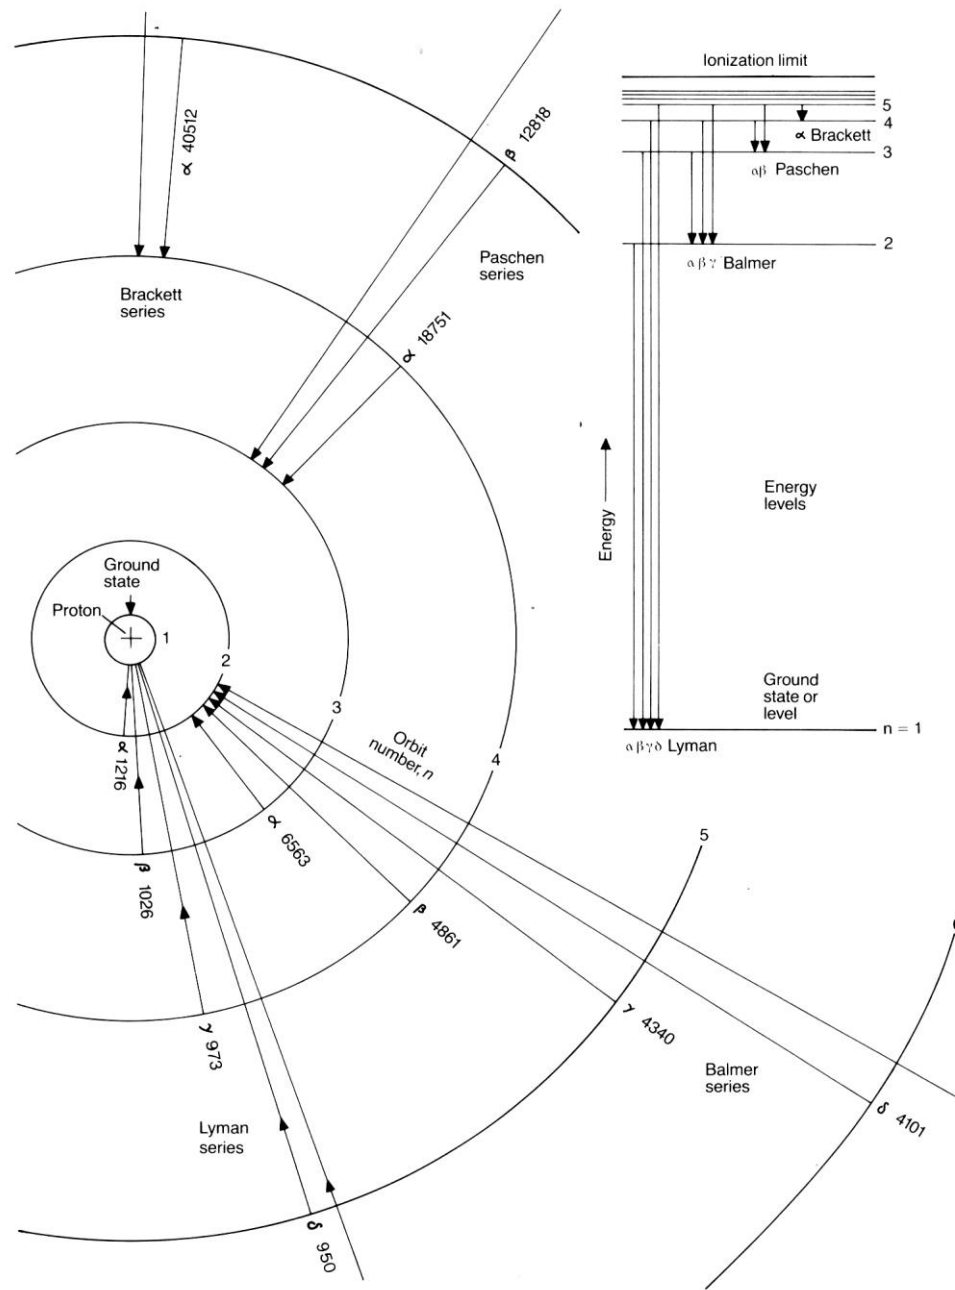 Ionization limit
5
4
α Brackett
3
αβ Paschen
2
αβγ Balmer
Energy
Energy
levels
Ground
state or
level
n = 1
αβγδ Lyman
α 40512
β 12818
Paschen
series
Brackett
series
α 18751
Ground
state
Proton
1
2
3
4
5
Orbit
number, n
α 1216
β 1026
γ 973
δ 950
Lyman
series
α 6563
β 4861
γ 4340
δ 4101
Balmer
series